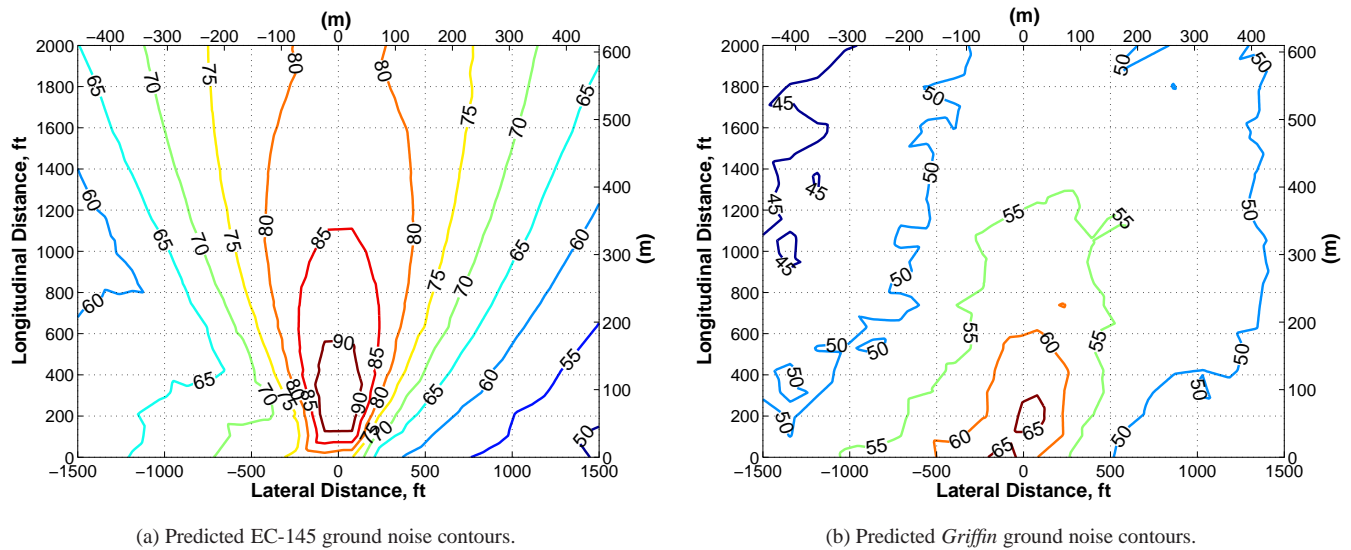 (m)
−400 −300 −200 −100 0 100 200 300 400
2000 1800 1600 1400 1200 1000 800 600 400 200 0
Longitudinal Distance, ft
600 500 400 300 200 100 0
(m)
65 70 75 80 80 75 70 65
60 65 70 75 80 85 80 75 70 65 60
60 65 70 75 80 85 90 90 85 80 75 70 65 60 55 50
−1500 −1000 −500 0 500 1000 1500
Lateral Distance, ft
(a) Predicted EC-145 ground noise contours.
(m)
−400 −300 −200 −100 0 100 200 300 400
2000 1800 1600 1400 1200 1000 800 600 400 200 0
Longitudinal Distance, ft
600 500 400 300 200 100 0
(m)
45 50 50 50
45 45 50 55 55 50
45 50 55 55 50
50 50 50 50 55 60 60 65 65 55 50 50 50
−1500 −1000 −500 0 500 1000 1500
Lateral Distance, ft
(b) Predicted Griffin ground noise contours.